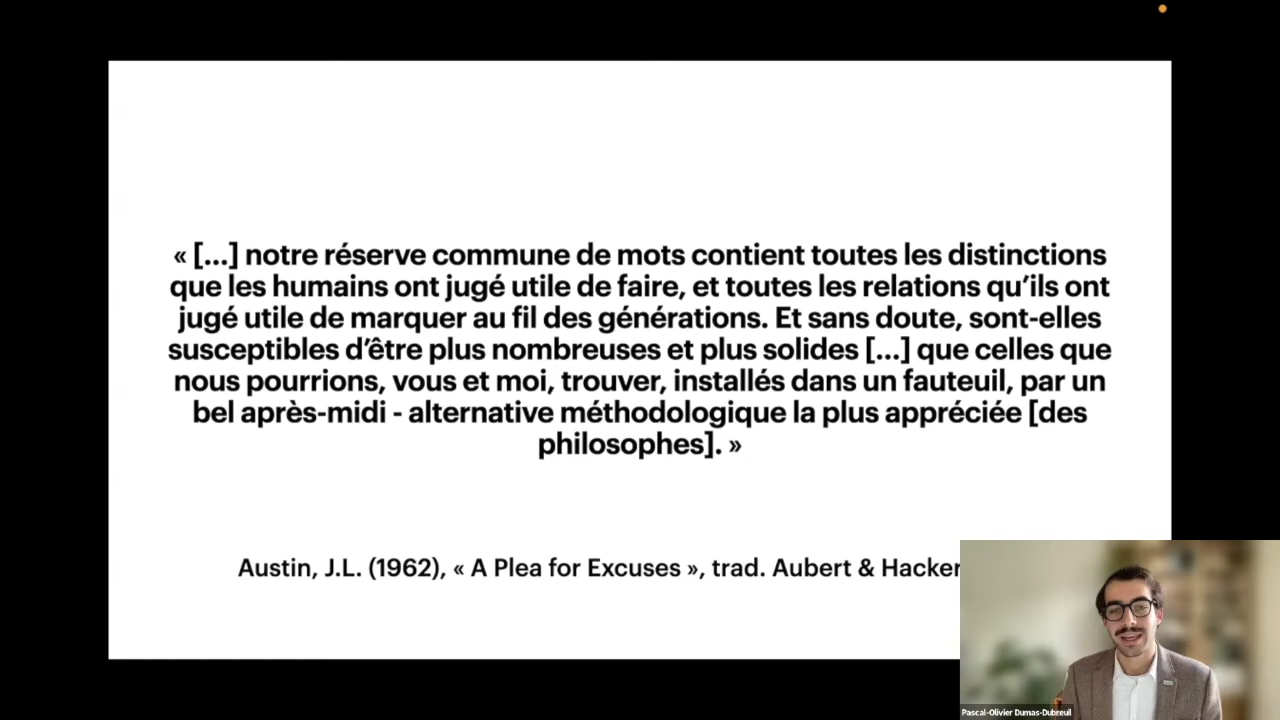 « [...] notre réserve commune de mots contient toutes les distinctions
que les humains ont jugé utile de faire, et toutes les relations qu’ils ont
jugé utile de marquer au fil des générations. Et sans doute, sont-elles
susceptibles d’être plus nombreuses et plus solides [...] que celles que
nous pourrions, vous et moi, trouver, installés dans un fauteuil, par un
bel après-midi - alternative méthodologique la plus appréciée [des
philosophes]. »
Austin, J.L. (1962), « A Plea for Excuses », trad. Aubert & Hacker
Pascal-Olivier Dumas-Dubreuil